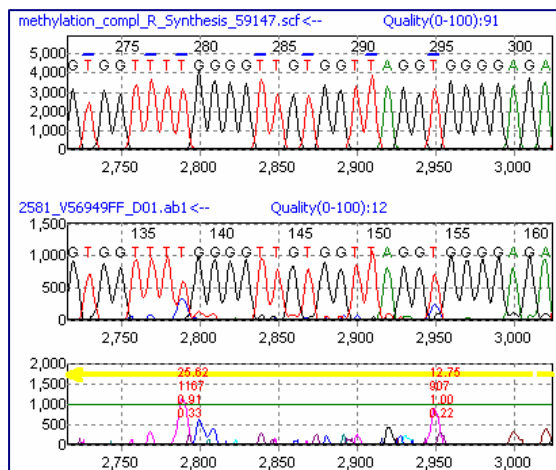 methylation_compl_R_Synthesis_59147.scf<-- Quality(0-100):91
275 280 285 290 295 300
5,000 G T G G T T T T G G G G T T G T G G T T A G G T G G G G A G A
4,000
3,000
2,000
1,000
0
2,750 2,800 2,850 2,900 2,950 3,000
2581_V56949FF_D01.ab1<-- Quality(0-100):12
135 140 145 150 155 160
1,500
G T G G T T T T G G G G T T G T G G T T A G G T G G G G A G A
1,000
500
0
2,750 2,800 2,850 2,900 2,950 3,000
2,000
25.62 12.75
1,500 1167 907
1,000 0.91 1.00
500 0.33 0.22
0
2,750 2,800 2,850 2,900 2,950 3,000